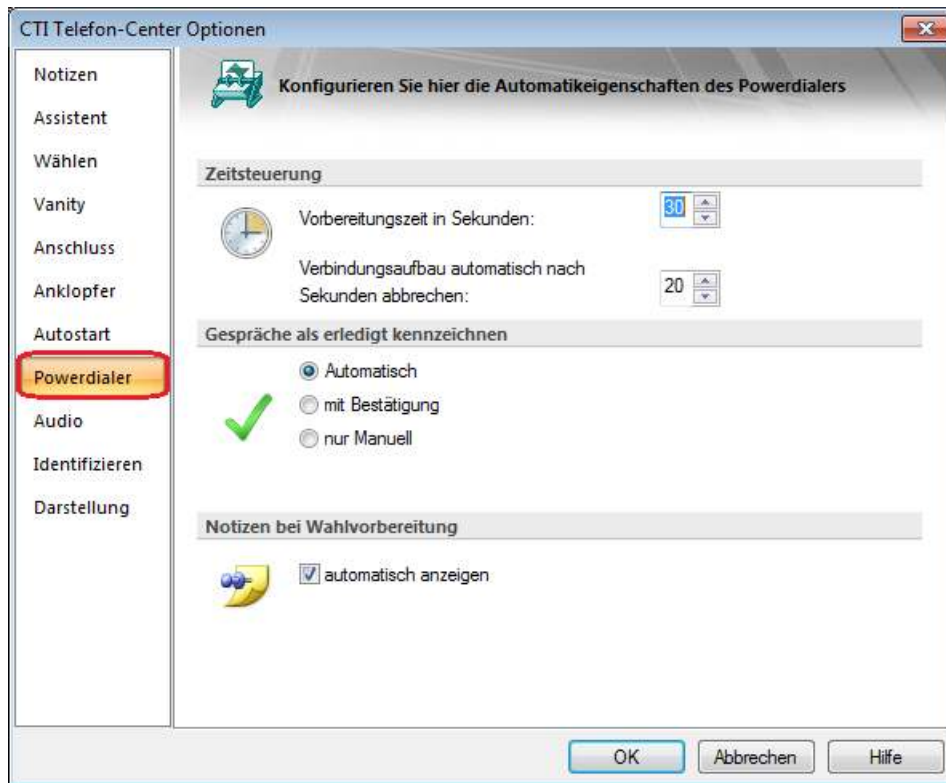 CTI Telefon-Center Optionen
Notizen
Assistent
Wählen
Vanity
Anschluss
Anklopfer
Autostart
Powerdialer
Audio
Identifizieren
Darstellung
Konfigurieren Sie hier die Automatikeigenschaften des Powerdialers
Zeitsteuerung
Vorbereitungszeit in Sekunden:
30
Verbindungsaufbau automatisch nach
Sekunden abbrechen:
20
Gespräche als erledigt kennzeichnen
Automatisch
mit Bestätigung
nur Manuell
Notizen bei Wahlvorbereitung
automatisch anzeigen
OK
Abbrechen
Hilfe